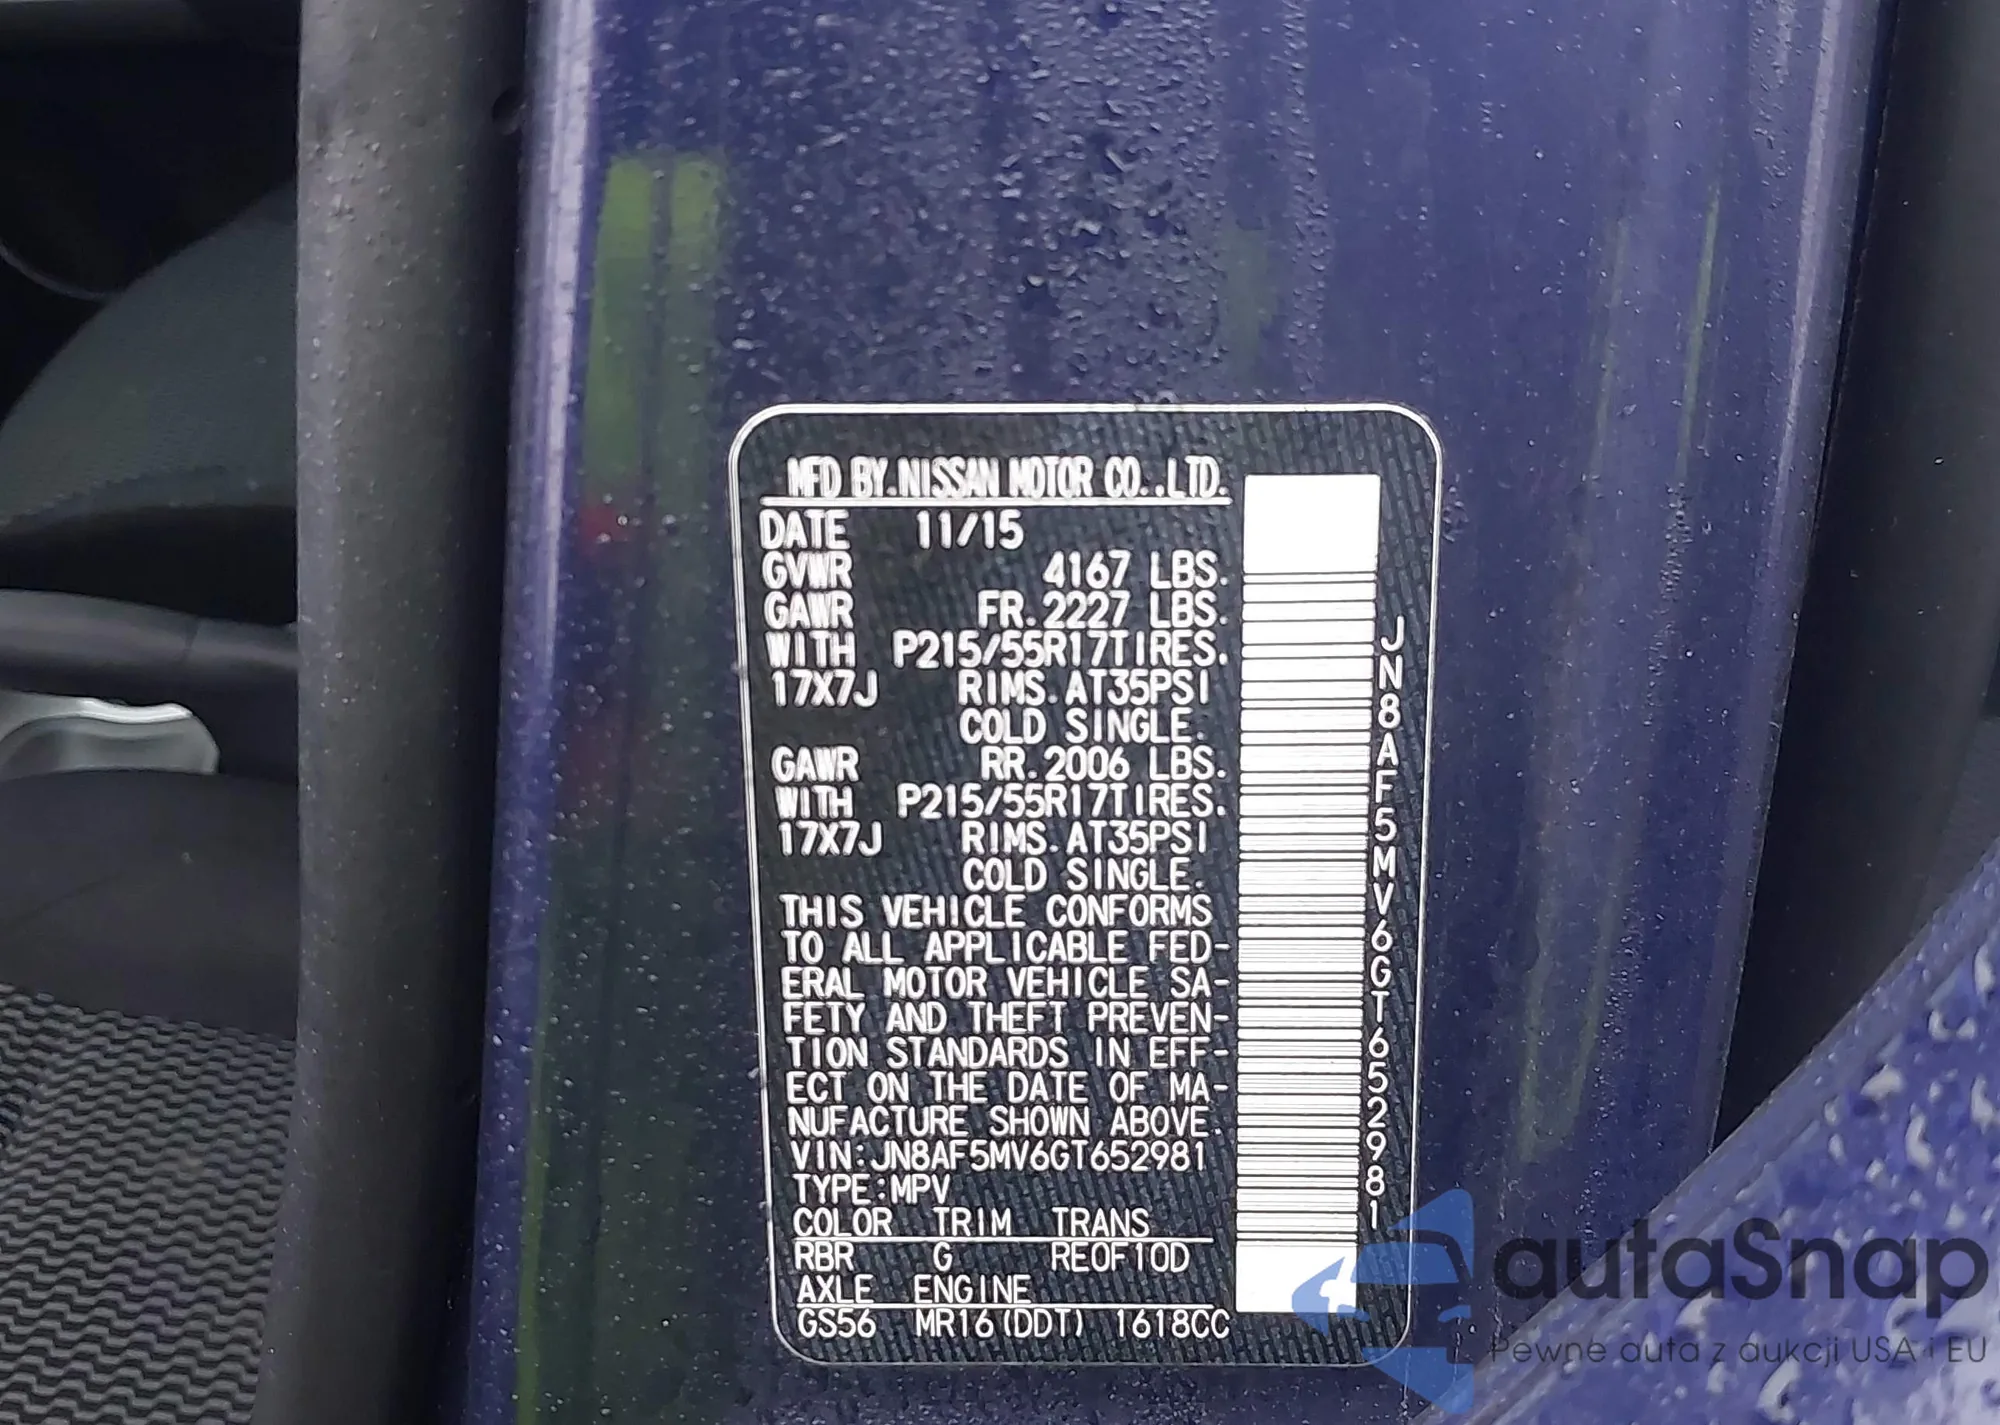 MFD BY.NISSAN MOTOR CO.,LTD.
DATE 11/15
GVWR 4167 LBS.
GAWR FR.2227 LBS.
WITH P215/55R17TIRES.
17X7J RIMS.AT35PSI
COLD SINGLE.
GAWR RR.2006 LBS.
WITH P215/55R17TIRES.
17X7J RIMS.AT35PSI
COLD SINGLE.
THIS VEHICLE CONFORMS
TO ALL APPLICABLE FED-
ERAL MOTOR VEHICLE SA-
FETY AND THEFT PREVEN-
TION STANDARDS IN EFF-
ECT ON THE DATE OF MA-
NUFACTURE SHOWN ABOVE.
VIN:JN8AF5MV6GT652981
TYPE:MPV
COLOR TRIM TRANS
RBR G RE0F10D
AXLE ENGINE
GS56 MR16(DDT) 1618CC
JN8AF5MV6GT652981
autaSnap
Pewne auta z aukcji USA i EU